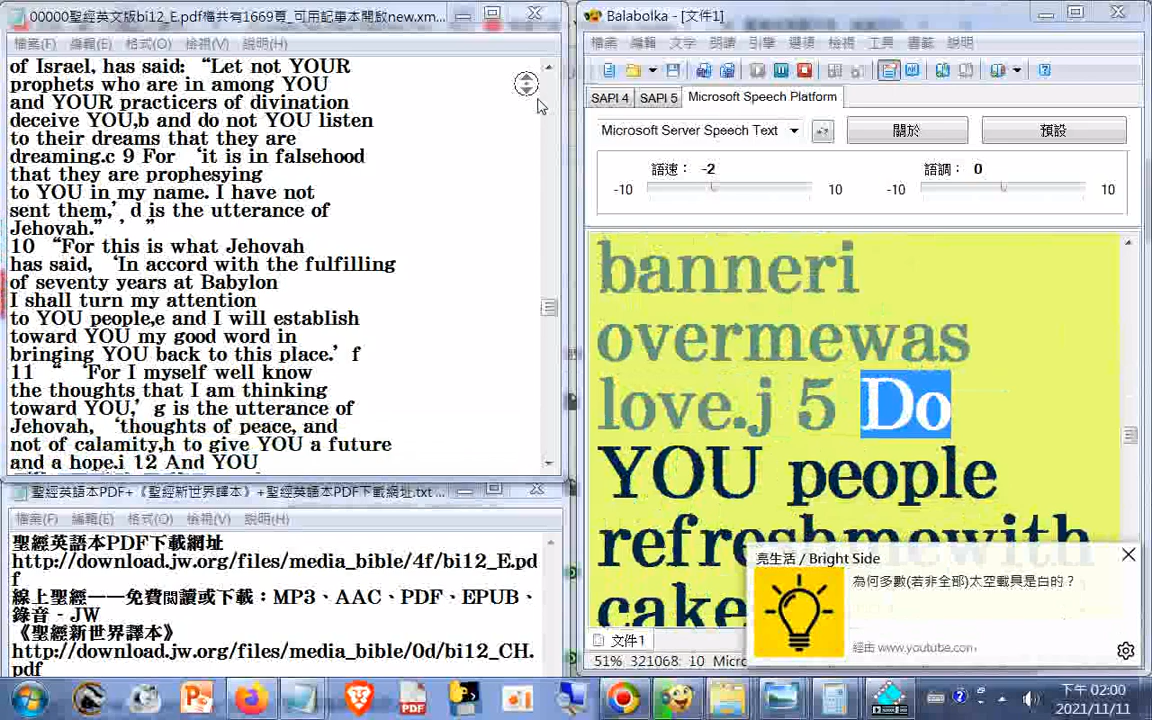 00000聖經英文版bi12_E.pdf檔共有1669頁_可用記事本開啟new.xm...
檔案(F) 編輯(E) 格式(O) 檢視(V) 說明(H)
of Israel, has said: “Let not YOUR
prophets who are in among YOU
and YOUR practicers of divination
deceive YOU,b and do not YOU listen
to their dreams that they are
dreaming.c 9 For ‘it is in falsehood
that they are prophesying
to YOU in my name. I have not
sent them,’ d is the utterance of
Jehovah.” ’ ”
10 “For this is what Jehovah
has said, ‘In accord with the fulfilling
of seventy years at Babylon
I shall turn my attention
to YOU people,e and I will establish
toward YOU my good word in
bringing YOU back to this place.’ f
11 “ ‘For I myself well know
the thoughts that I am thinking
toward YOU,’ g is the utterance of
Jehovah, ‘thoughts of peace, and
not of calamity,h to give YOU a future
and a hope.i 12 And YOU
聖經英語本PDF+《聖經新世界譯本》+聖經英語本PDF下載網址.txt ...
檔案(F) 編輯(E) 格式(O) 檢視(V) 說明(H)
聖經英語本PDF下載網址
http://download.jw.org/files/media_bible/4f/bi12_E.pd
f
線上聖經——免費閱讀或下載：MP3、AAC、PDF、EPUB、
錄音 - JW
《聖經新世界譯本》
http://download.jw.org/files/media_bible/0d/bi12_CH.
pdf
Balabolka - [文件1]
檔案 編輯 文字 朗讀 引擎 選項 檢視 工具 書籤 說明
SAPI 4 SAPI 5 Microsoft Speech Platform
Microsoft Server Speech Text 關於 預設
語速： -2 語調： 0
-10 10 -10 10
banneri
overmewas
love.j 5 Do
YOU people
refreshmewith
cake
亮生活 / Bright Side
為何多數(若非全部)太空載具是白的？
經由 www.youtube.com
文件1
51% 321068: 10 Micro
下午 02:00
2021/11/11